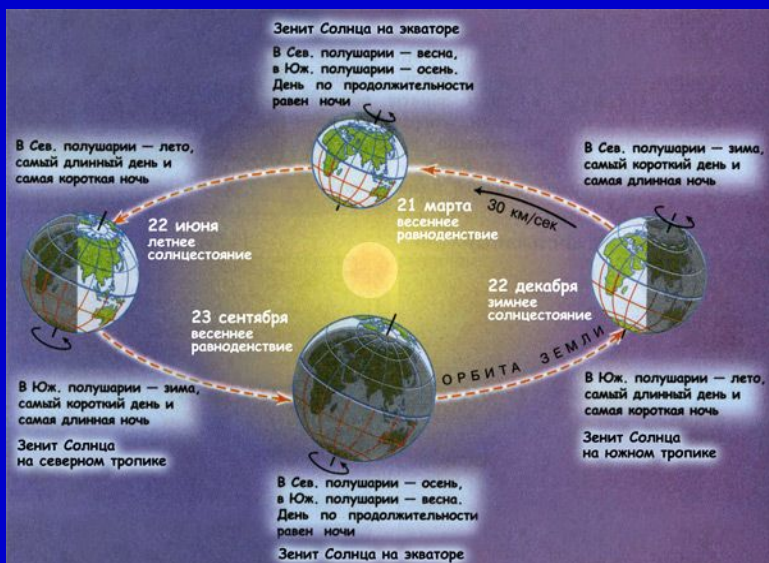 Зенит Солнца на экваторе
В Сев. полушарии — весна,
в Юж. полушарии — осень.
День по продолжительности
равен ночи
В Сев. полушарии — лето,
самый длинный день и
самая короткая ночь
В Сев. полушарии — зима,
самый короткий день и
самая длинная ночь
21 марта
весеннее
равноденствие
30 км/сек
22 июня
летнее
солнцестояние
22 декабря
зимнее
солнцестояние
23 сентября
весеннее
равноденствие
ОРБИТА ЗЕМЛИ
В Юж. полушарии — зима,
самый короткий день и
самая длинная ночь
Зенит Солнца
на северном тропике
В Юж. полушарии — лето,
самый длинный день и
самая короткая ночь
Зенит Солнца
на южном тропике
В Сев. полушарии — осень,
в Юж. полушарии — весна.
День по продолжительности
равен ночи
Зенит Солнца на экваторе